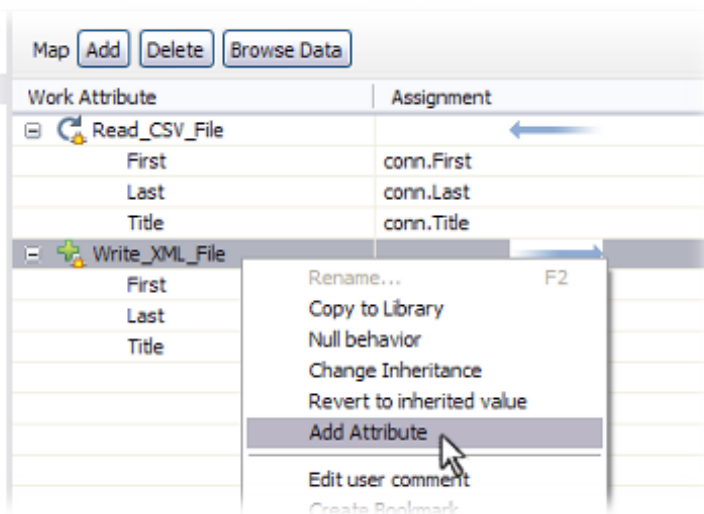 Map Add Delete Browse Data
Work Attribute Assignment
Read_CSV_File
First conn.First
Last conn.Last
Title conn.Title
Write_XML_File
First
Last
Title
Rename... F2
Copy to Library
Null behavior
Change Inheritance
Revert to inherited value
Add Attribute
Edit user comment
Create Bookmark